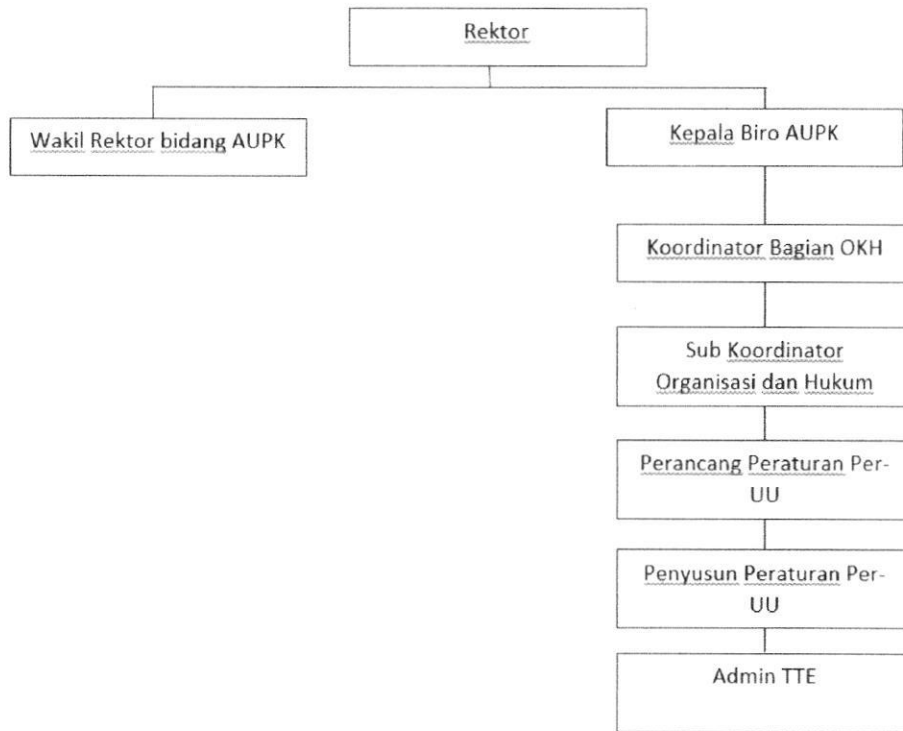 Rektor
Wakil Rektor bidang AUPK
Kepala Biro AUPK
Koordinator Bagian OKH
Sub Koordinator
Organisasi dan Hukum
Perancang Peraturan Per-
UU
Penyusun Peraturan Per-
UU
Admin TTE